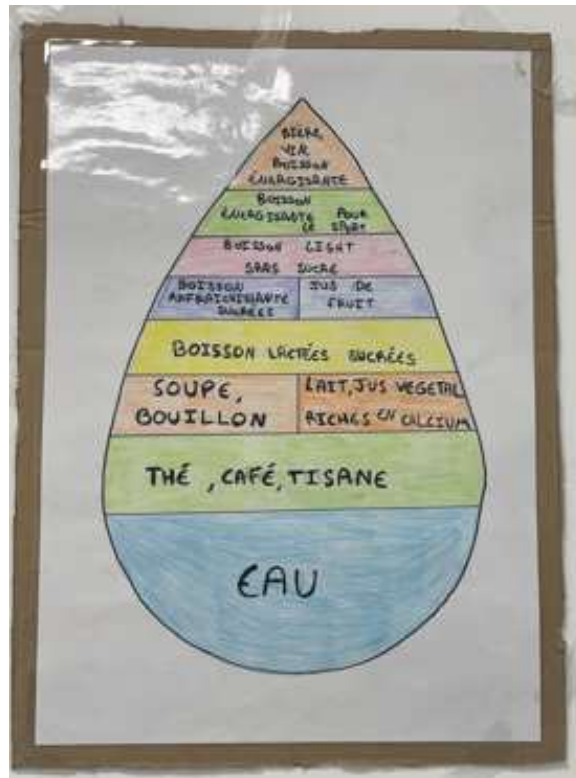 BIÈRE
VIN
BOISSON
ÉNERGISANTE
BOISSON
ÉNERGISANTE POUR
LE SPORT
BOISSON LIGHT
SANS SUCRE
BOISSON
RAFRAICHISSANTE
SUCRÉES
JUS DE
FRUIT
BOISSON LACTÉES SUCRÉES
SOUPE,
BOUILLON
LAIT, JUS VEGETAL
RICHES EN CALCIUM
THÉ, CAFÉ, TISANE
EAU